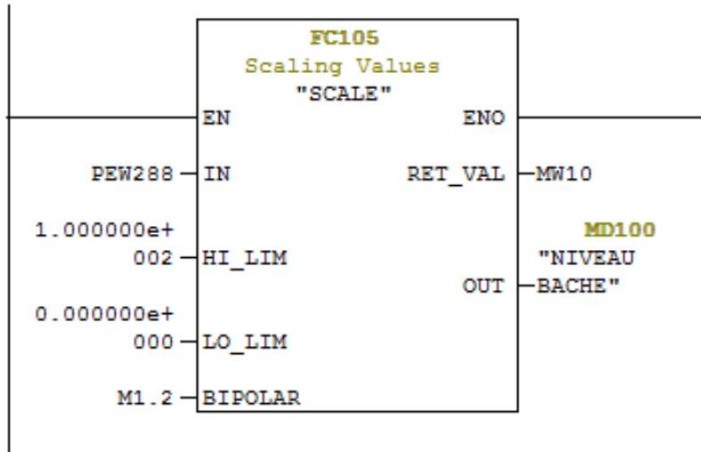 FC105
Scaling Values
"SCALE"
EN ENO
PEW288 IN RET_VAL MW10
1.000000e+
002 HI_LIM
MD100
"NIVEAU
OUT BACHE"
0.000000e+
000 LO_LIM
M1.2 BIPOLAR